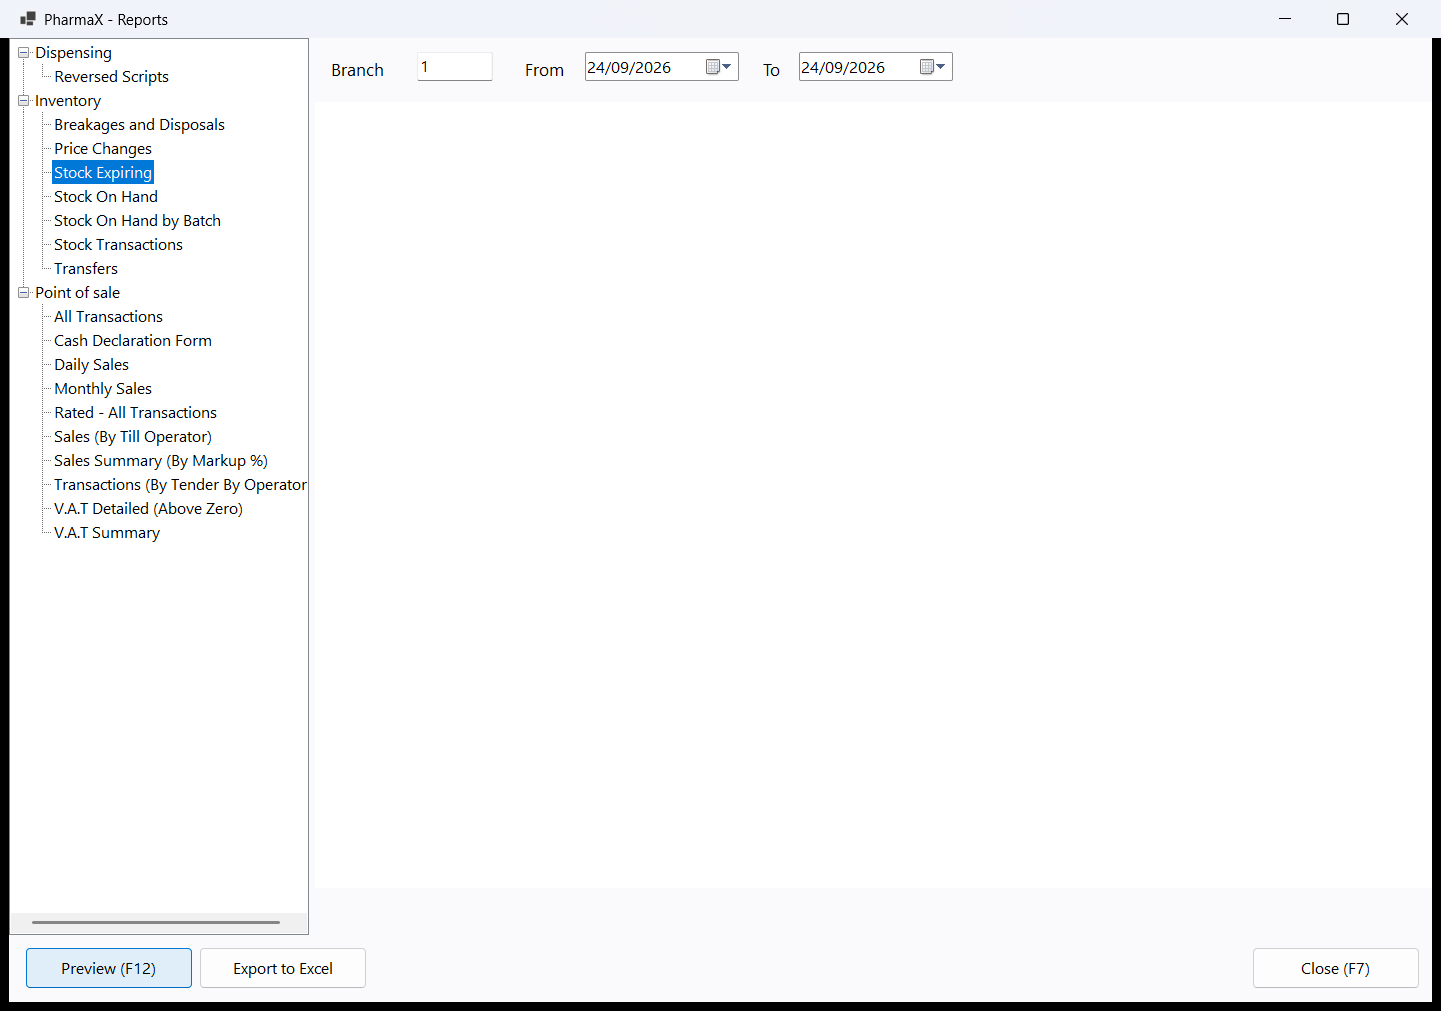 PharmaX - Reports
Dispensing
Reversed Scripts
Inventory
Breakages and Disposals
Price Changes
Stock Expiring
Stock On Hand
Stock On Hand by Batch
Stock Transactions
Transfers
Point of sale
All Transactions
Cash Declaration Form
Daily Sales
Monthly Sales
Rated - All Transactions
Sales (By Till Operator)
Sales Summary (By Markup %)
Transactions (By Tender By Operator
V.A.T Detailed (Above Zero)
V.A.T Summary
Branch 1 From 24/09/2026 To 24/09/2026
Preview (F12) Export to Excel Close (F7)